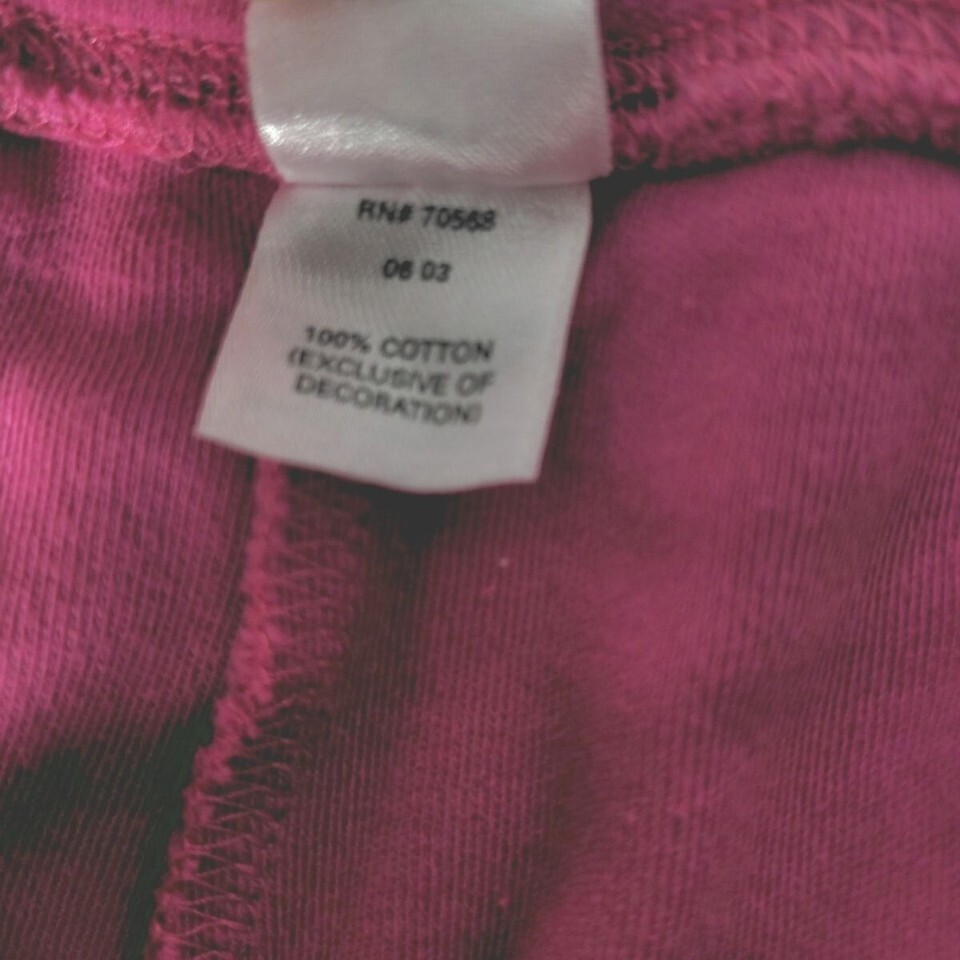 RN# 70568
06 03
100% COTTON
(EXCLUSIVE OF
DECORATION)